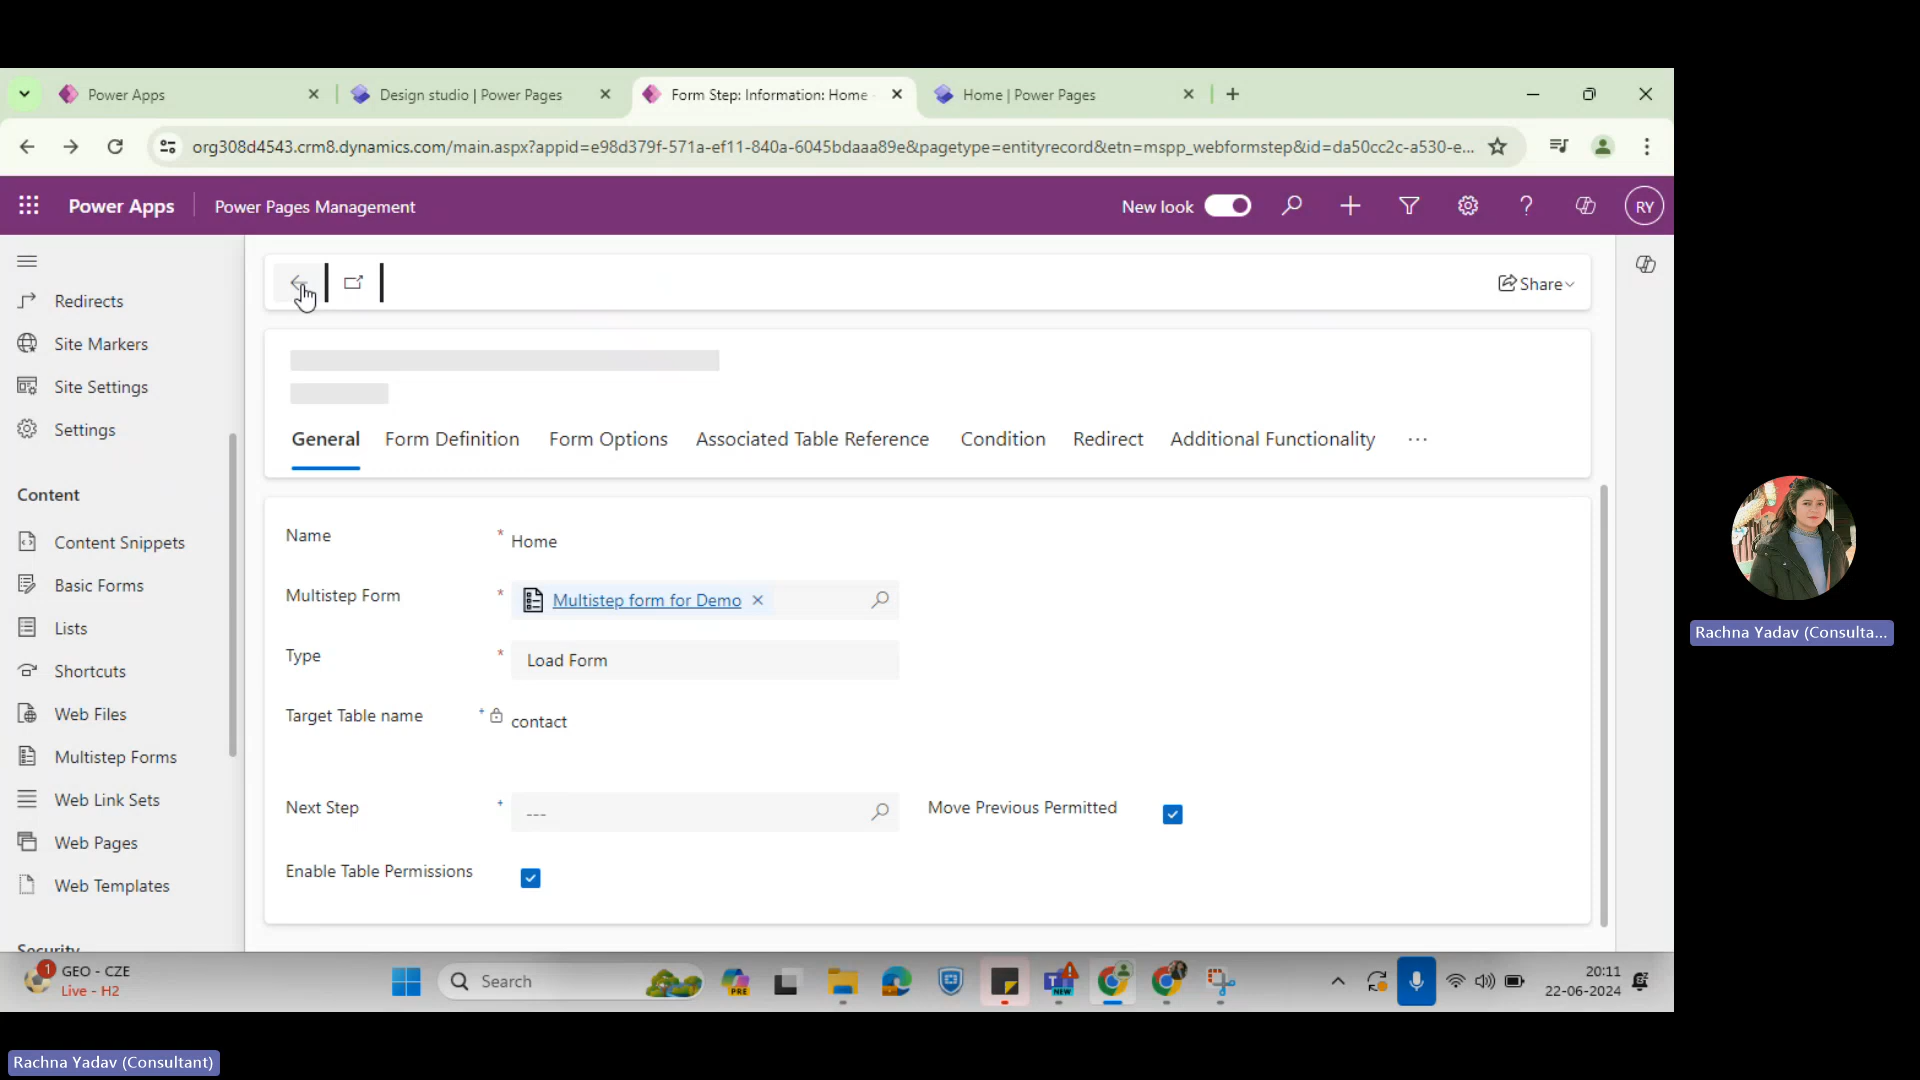 Power Apps
Design studio | Power Pages
Form Step: Information: Home
Home | Power Pages
org308d4543.crm8.dynamics.com/main.aspx?appid=e98d379f-571a-ef11-840a-6045bdaaa89e&pagetype=entityrecord&etn=mspp_webformstep&id=da50cc2c-a530-e...
Power Apps
Power Pages Management
New look
RY
Redirects
Site Markers
Site Settings
Settings
Content
Content Snippets
Basic Forms
Lists
Shortcuts
Web Files
Multistep Forms
Web Link Sets
Web Pages
Web Templates
Security
Share
General
Form Definition
Form Options
Associated Table Reference
Condition
Redirect
Additional Functionality
...
Name * Home
Multistep Form * Multistep form for Demo
Type * Load Form
Target Table name + contact
Next Step + ---
Move Previous Permitted
Enable Table Permissions
1
GEO - CZE
Live - H2
Search
PRE
NEW
20:11
22-06-2024
Rachna Yadav (Consulta...
Rachna Yadav (Consultant)